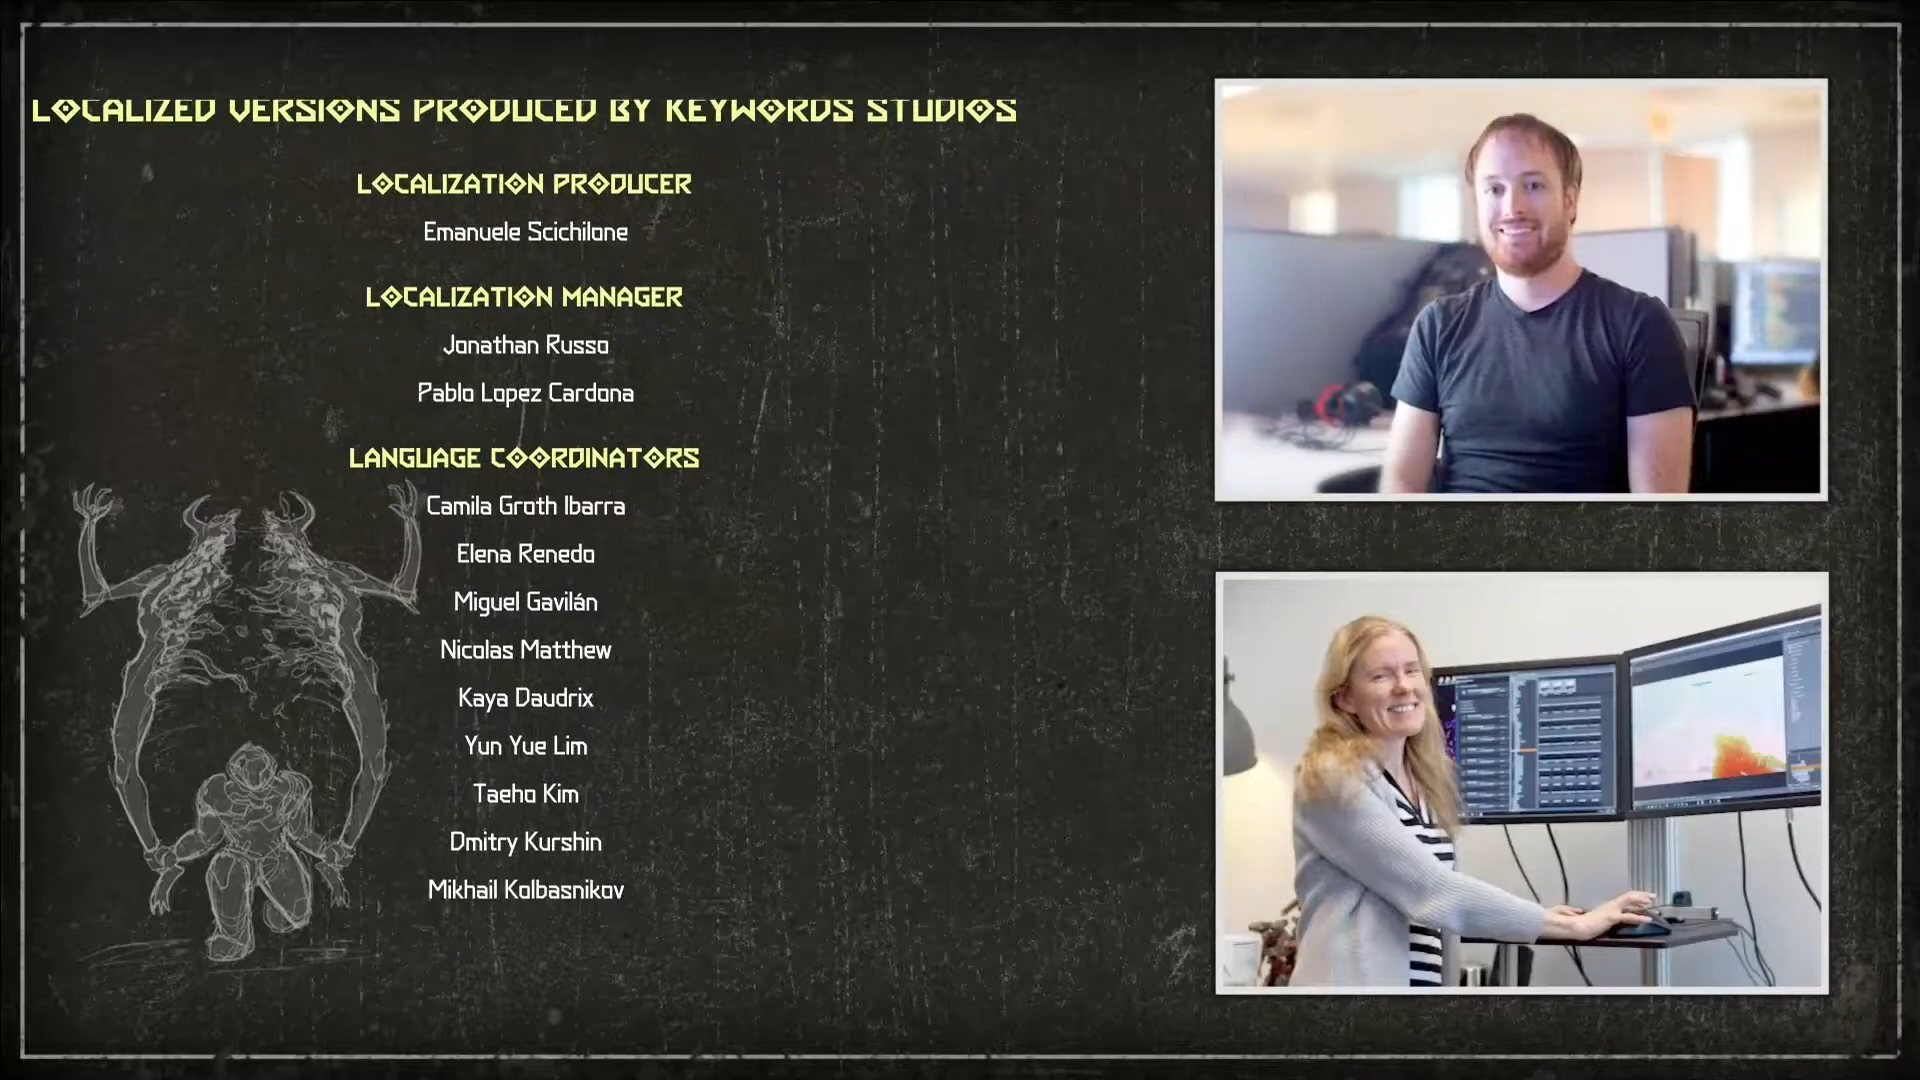 LOCALIZED VERSIONS PRODUCED BY KEYWORDS STUDIOS
LOCALIZATION PRODUCER
Emanuele Scichilone
LOCALIZATION MANAGER
Jonathan Russo
Pablo Lopez Cardona
LANGUAGE COORDINATORS
Camila Groth Ibarra
Elena Renedo
Miguel Gavilán
Nicolas Matthew
Kaya Daudrix
Yun Yue Lim
Taeho Kim
Dmitry Kurshin
Mikhail Kolbasnikov